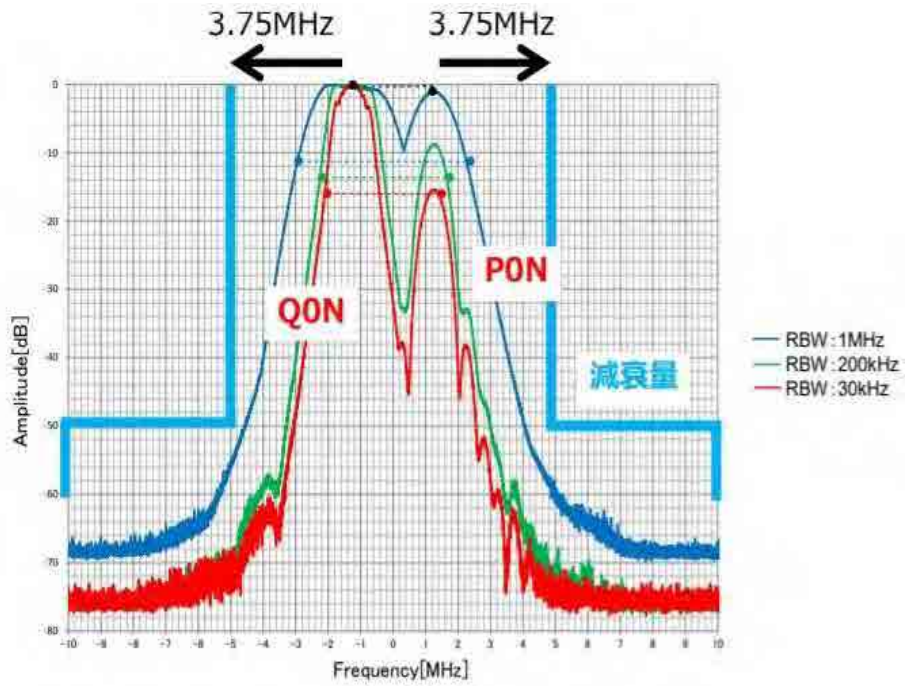 3.75MHz 3.75MHz
0
-10
-20
-30
-40
-50
-60
-70
-80
Amplitude[dB]
Q0N
P0N
減衰量
RBW:1MHz
RBW:200kHz
RBW:30kHz
-10 -9 -8 -7 -6 -5 -4 -3 -2 -1 0 1 2 3 4 5 6 7 8 9 10
Frequency[MHz]